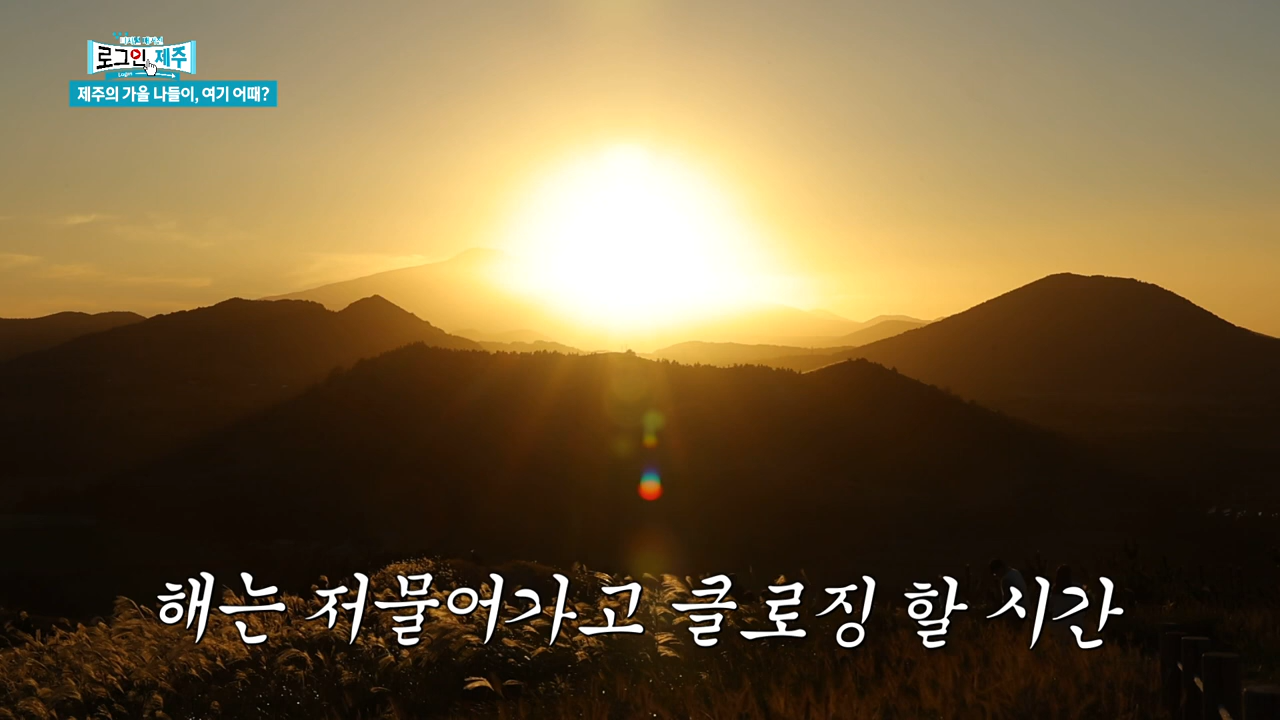 로그인 제주
Login
제주의 가을 나들이, 여기 어때?
해는 저물어가고 클로징 할 시간